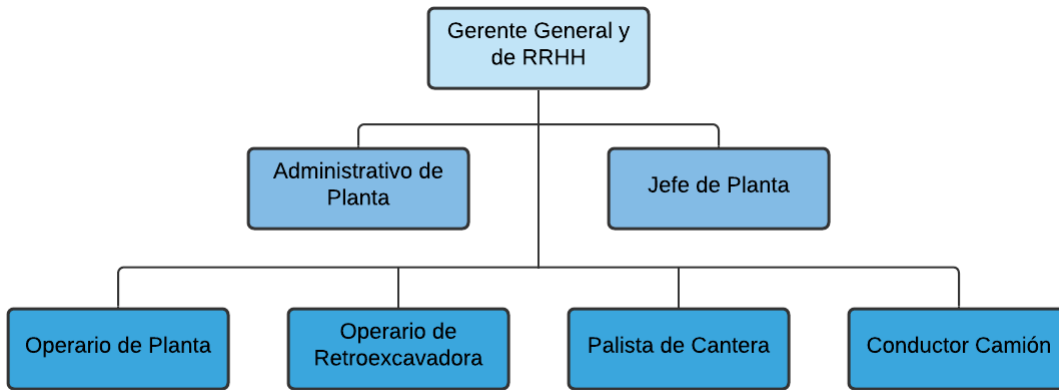 Gerente General y
de RRHH
Administrativo de
Planta
Jefe de Planta
Operario de Planta
Operario de
Retroexcavadora
Palista de Cantera
Conductor Camión